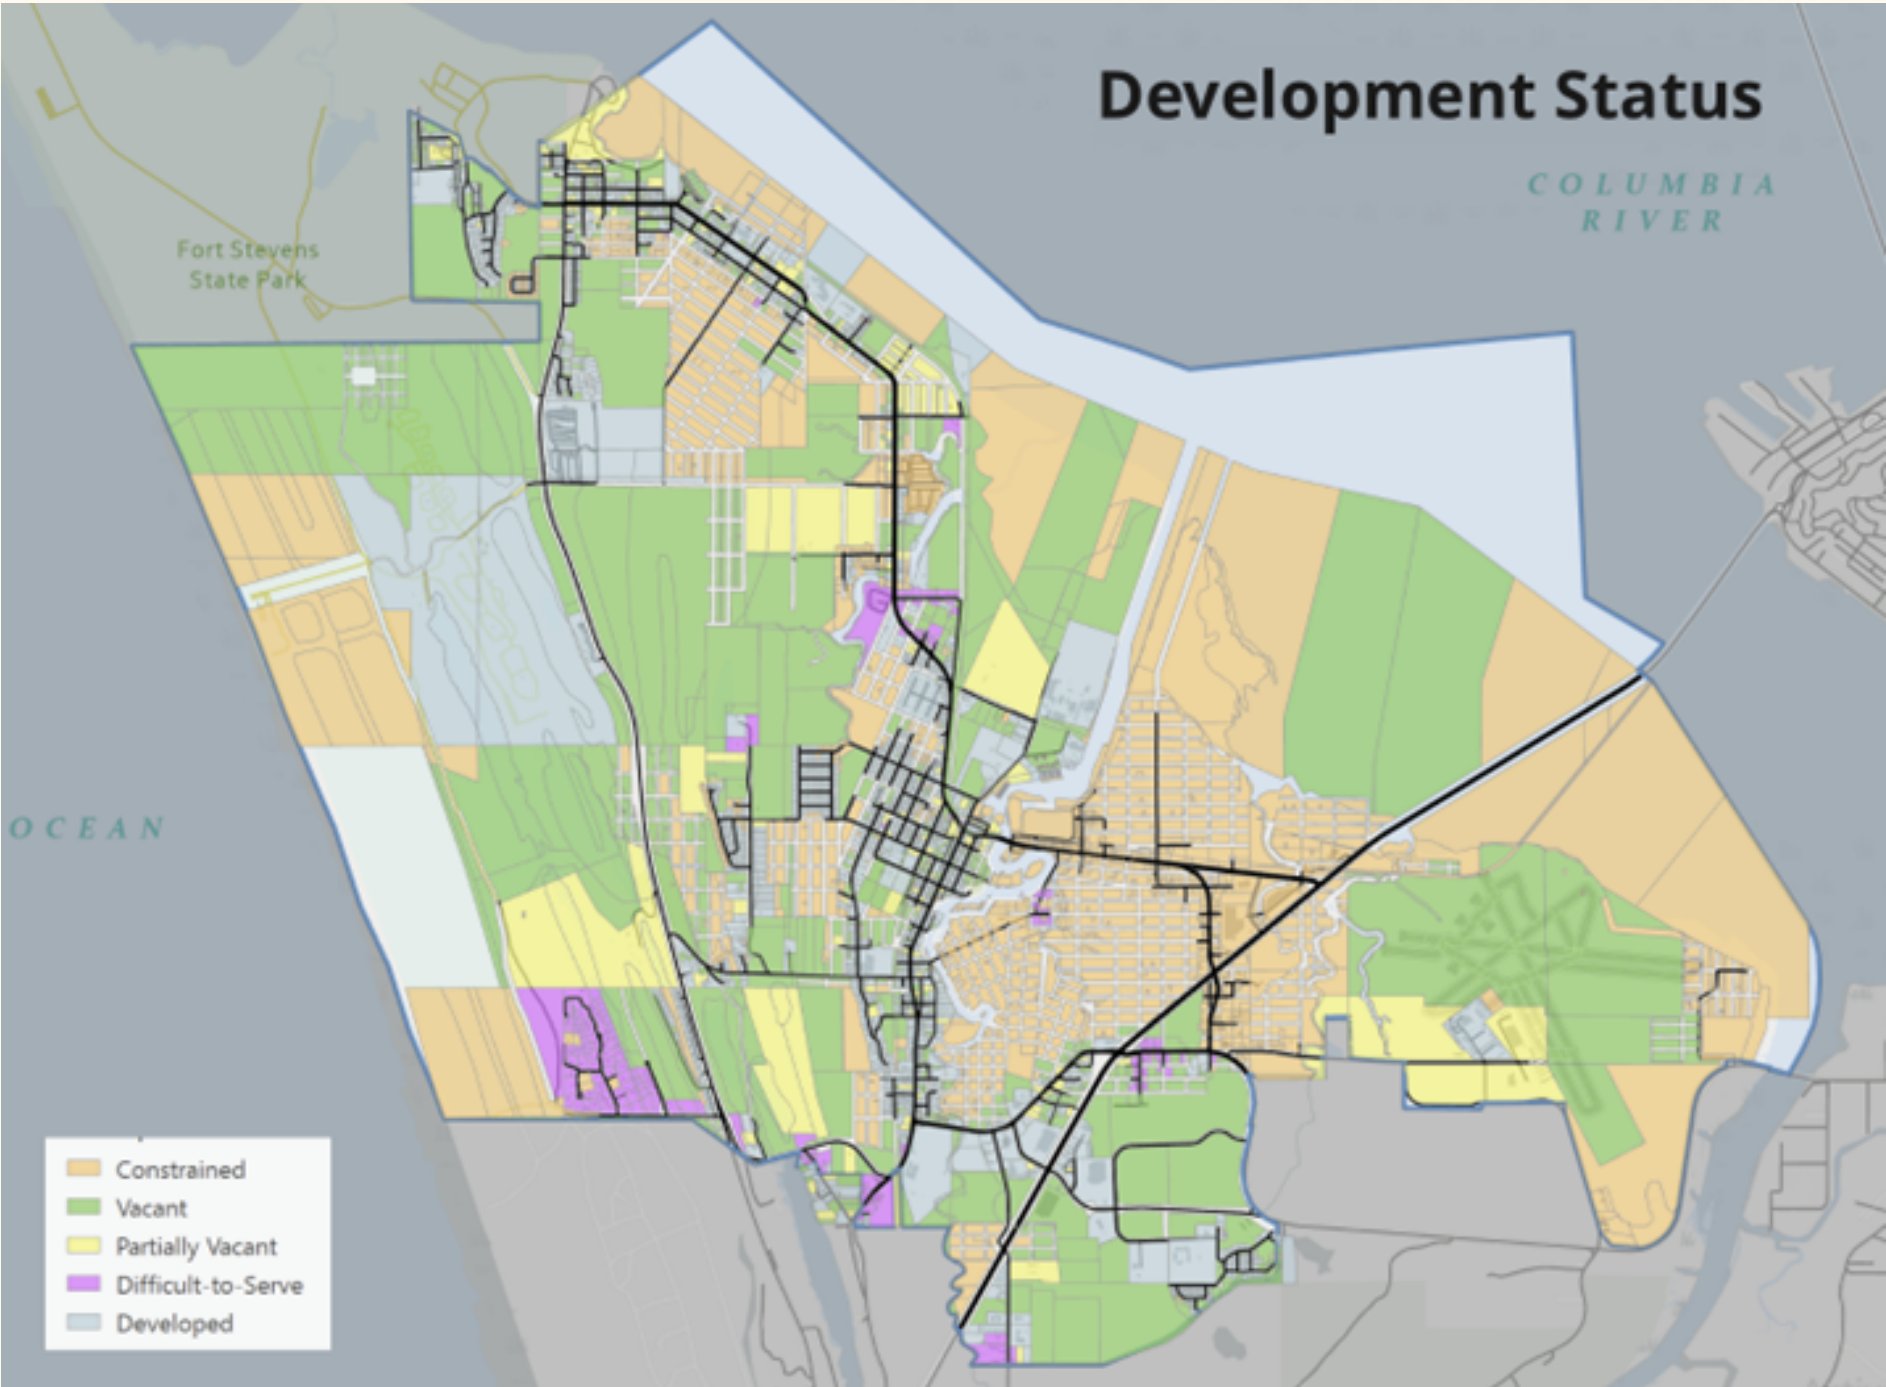 Development Status
COLUMBIA
RIVER
Fort Stevens
State Park
OCEAN
Constrained
Vacant
Partially Vacant
Difficult-to-Serve
Developed